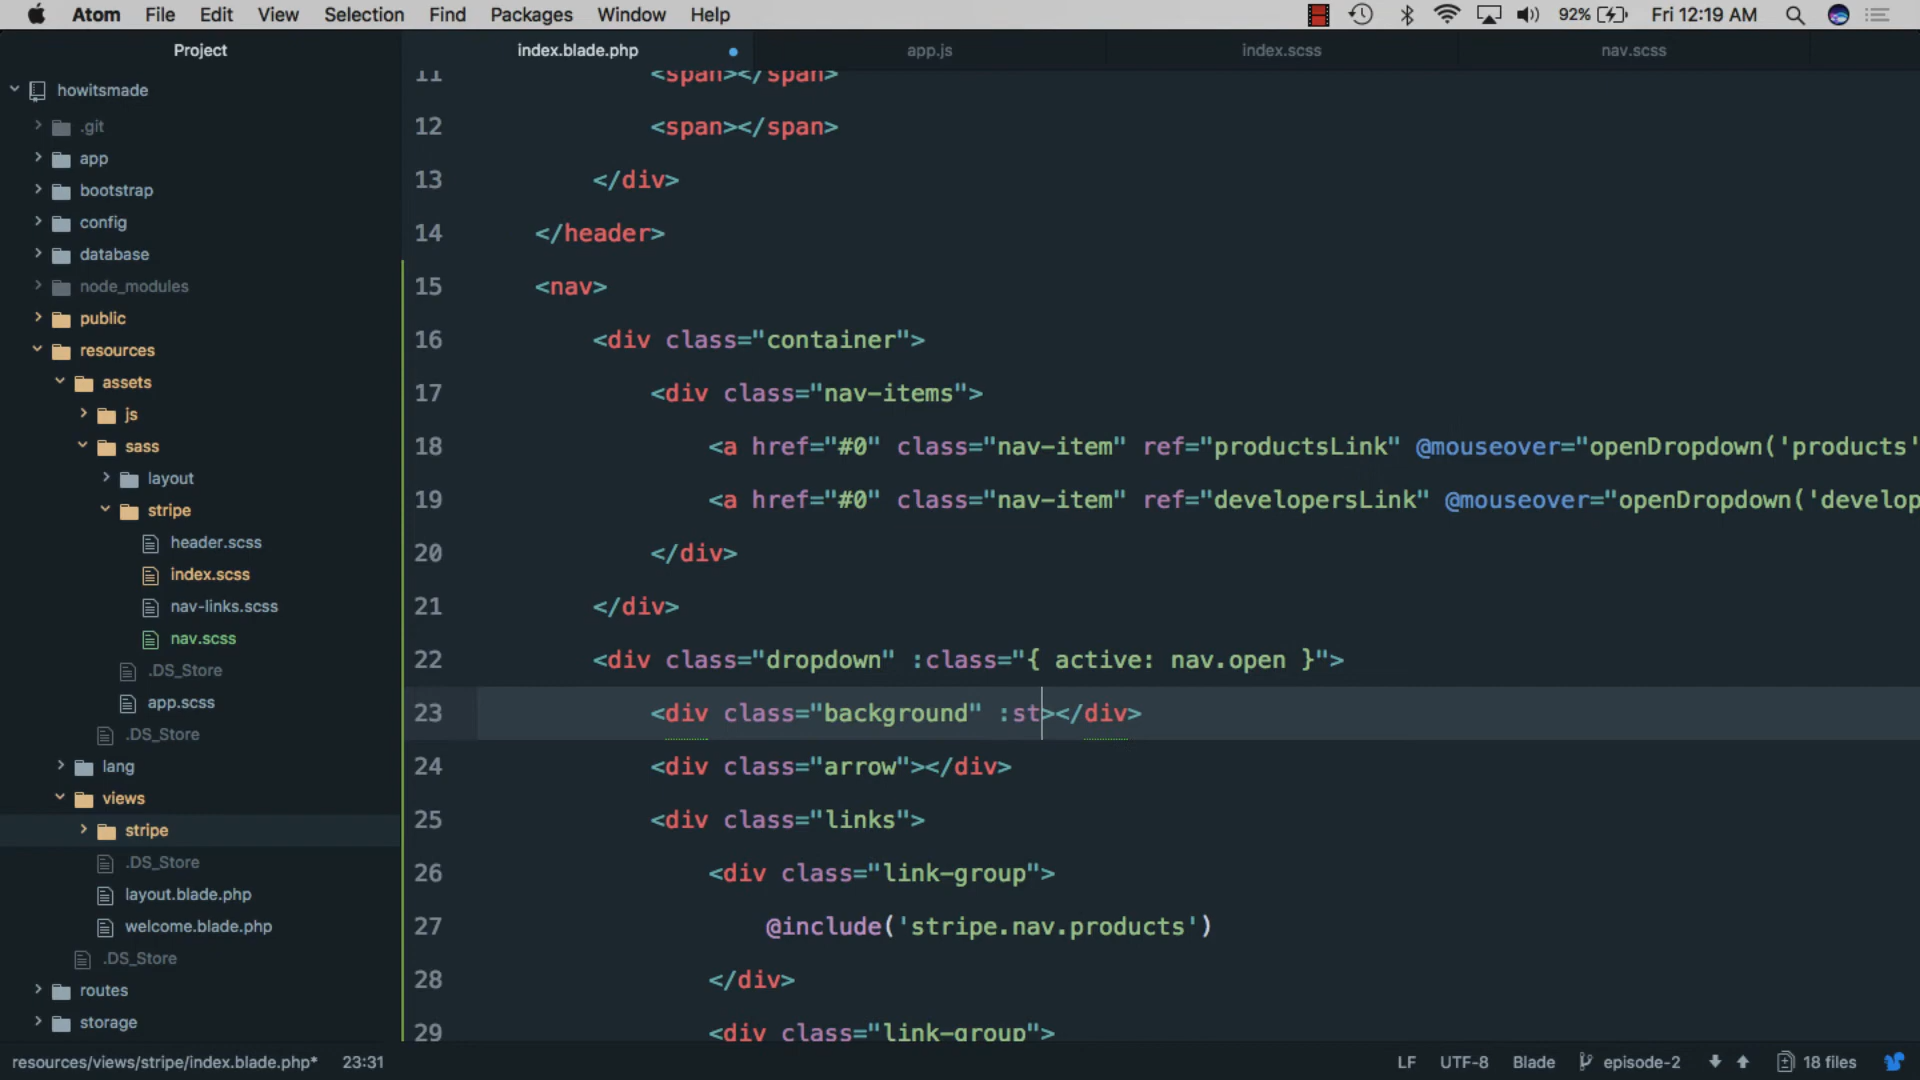 Atom File Edit View Selection Find Packages Window Help 92% Fri 12:19 AM
Project index.blade.php app.js index.scss nav.scss
howitsmade
.git
app
bootstrap
config
database
node_modules
public
resources
assets
js
sass
layout
stripe
header.scss
index.scss
nav-links.scss
nav.scss
.DS_Store
app.scss
.DS_Store
lang
views
stripe
.DS_Store
layout.blade.php
welcome.blade.php
.DS_Store
routes
storage
11 <span></span>
12 <span></span>
13 </div>
14 </header>
15 <nav>
16 <div class="container">
17 <div class="nav-items">
18 <a href="#0" class="nav-item" ref="productsLink" @mouseover="openDropdown('products'
19 <a href="#0" class="nav-item" ref="developersLink" @mouseover="openDropdown('develop
20 </div>
21 </div>
22 <div class="dropdown" :class="{ active: nav.open }">
23 <div class="background" :st></div>
24 <div class="arrow"></div>
25 <div class="links">
26 <div class="link-group">
27 @include('stripe.nav.products')
28 </div>
29 <div class="link-group">
resources/views/stripe/index.blade.php* 23:31 LF UTF-8 Blade episode-2 18 files